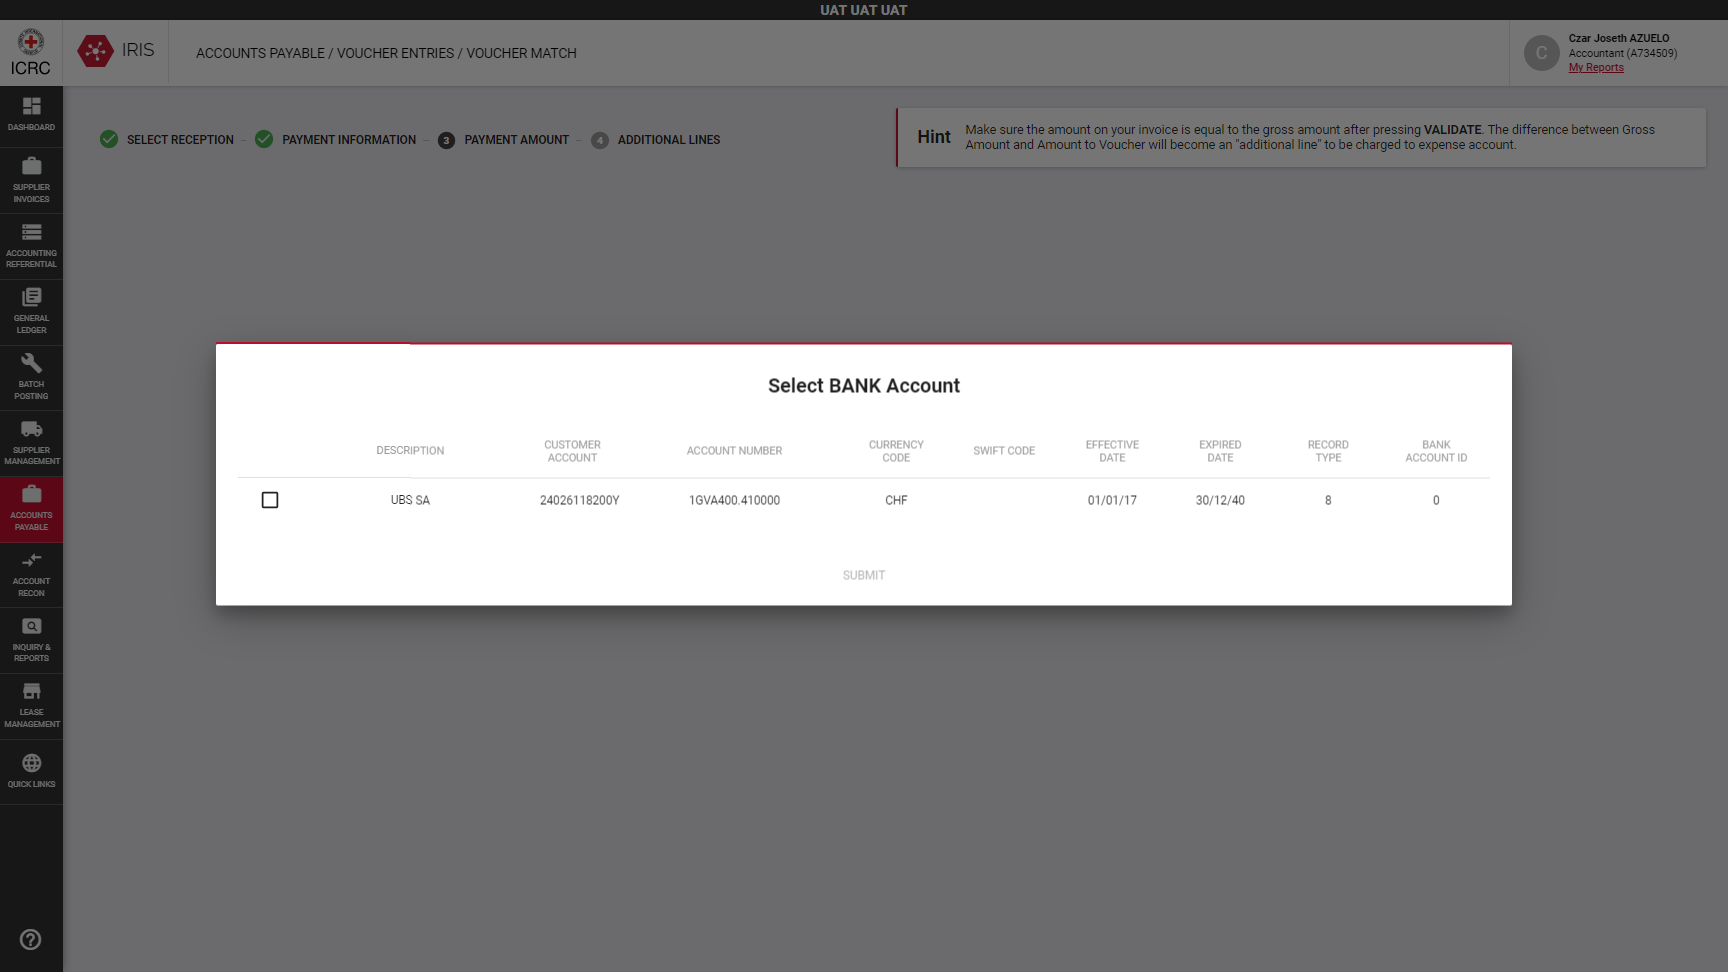 UAT UAT UAT
ICRC
IRIS
ACCOUNTS PAYABLE / VOUCHER ENTRIES / VOUCHER MATCH
C
Czar Joseth AZUELO
Accountant (A734509)
My Reports
DASHBOARD
SUPPLIER
INVOICES
ACCOUNTING
REFERENTIAL
GENERAL
LEDGER
BATCH
POSTING
SUPPLIER
MANAGEMENT
ACCOUNTS
PAYABLE
ACCOUNT
RECON
INQUIRY &
REPORTS
LEASE
MANAGEMENT
QUICK LINKS
SELECT RECEPTION
PAYMENT INFORMATION
3 PAYMENT AMOUNT
4 ADDITIONAL LINES
Hint
Make sure the amount on your invoice is equal to the gross amount after pressing VALIDATE. The difference between Gross
Amount and Amount to Voucher will become an "additional line" to be charged to expense account.
Select BANK Account
DESCRIPTION
CUSTOMER
ACCOUNT
ACCOUNT NUMBER
CURRENCY
CODE
SWIFT CODE
EFFECTIVE
DATE
EXPIRED
DATE
RECORD
TYPE
BANK
ACCOUNT ID
UBS SA 24026118200Y 1GVA400.410000 CHF 01/01/17 30/12/40 8 0
SUBMIT